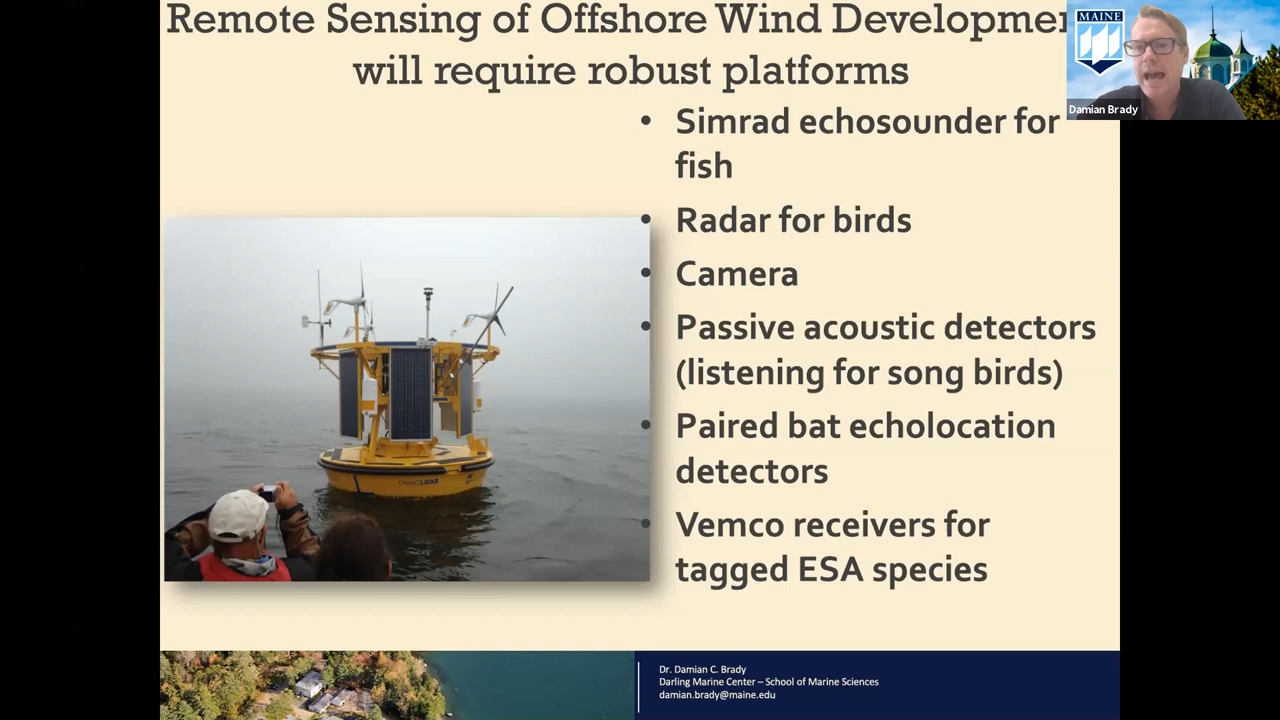 Remote Sensing of Offshore Wind Developmen
will require robust platforms
MAINE
Damian Brady
• Simrad echosounder for
fish
• Radar for birds
• Camera
• Passive acoustic detectors
(listening for song birds)
• Paired bat echolocation
detectors
• Vemco receivers for
tagged ESA species
DeepCLIDAR
Dr. Damian C. Brady
Darling Marine Center – School of Marine Sciences
damian.brady@maine.edu